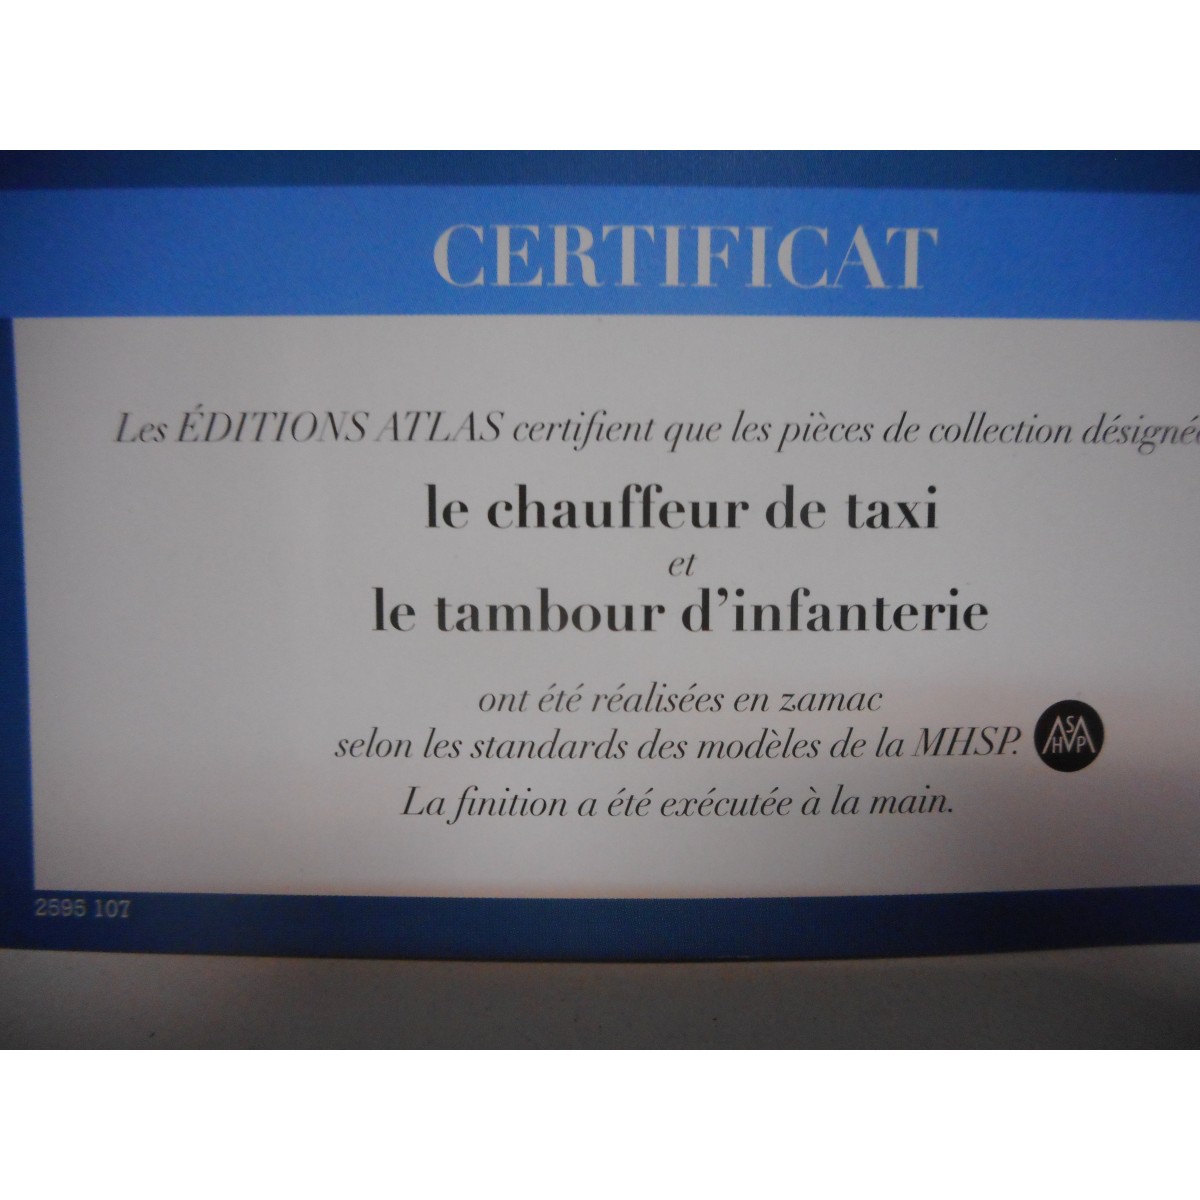 CERTIFICAT
Les ÉDITIONS ATLAS certifient que les pièces de collection désignée
le chauffeur de taxi
et
le tambour d'infanterie
ont été réalisées en zamac
selon les standards des modèles de la MHSP.
La finition a été exécutée à la main.
2595 107